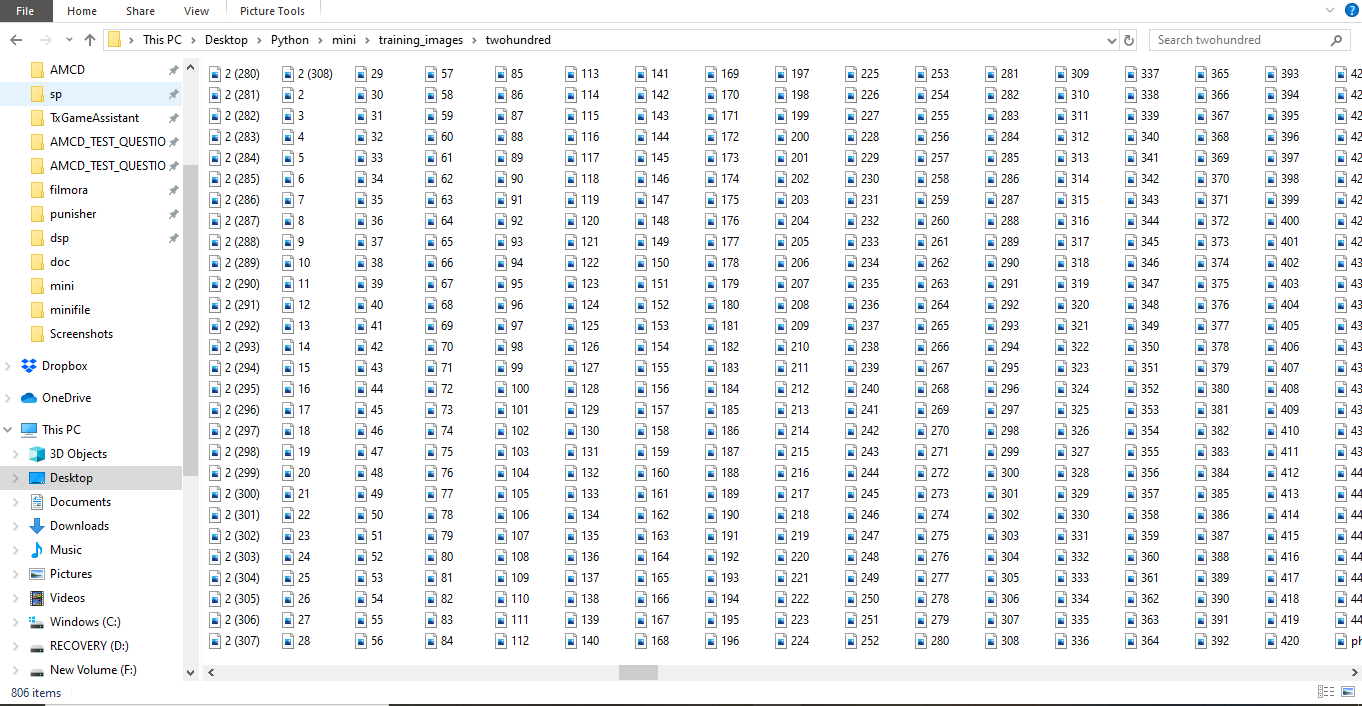 File Home Share View Picture Tools
This PC Desktop Python mini training_images twohundred Search twohundred
AMCD
sp
TxGameAssistant
AMCD_TEST_QUESTIO
AMCD_TEST_QUESTIO
filmora
punisher
dsp
doc
mini
minifile
Screenshots
Dropbox
OneDrive
This PC
3D Objects
Desktop
Documents
Downloads
Music
Pictures
Videos
Windows (C:)
RECOVERY (D:)
New Volume (F:)
2 (280) 2 (308) 29 57 85 113 141 169 197 225 253 281 309 337 365 393
2 (281) 2 30 58 86 114 142 170 198 226 254 282 310 338 366 394
2 (282) 3 31 59 87 115 143 171 199 227 255 283 311 339 367 395
2 (283) 4 32 60 88 116 144 172 200 228 256 284 312 340 368 396
2 (284) 5 33 61 89 117 145 173 201 229 257 285 313 341 369 397
2 (285) 6 34 62 90 118 146 174 202 230 258 286 314 342 370 398
2 (286) 7 35 63 91 119 147 175 203 231 259 287 315 343 371 399
2 (287) 8 36 64 92 120 148 176 204 232 260 288 316 344 372 400
2 (288) 9 37 65 93 121 149 177 205 233 261 289 317 345 373 401
2 (289) 10 38 66 94 122 150 178 206 234 262 290 318 346 374 402
2 (290) 11 39 67 95 123 151 179 207 235 263 291 319 347 375 403
2 (291) 12 40 68 96 124 152 180 208 236 264 292 320 348 376 404
2 (292) 13 41 69 97 125 153 181 209 237 265 293 321 349 377 405
2 (293) 14 42 70 98 126 154 182 210 238 266 294 322 350 378 406
2 (294) 15 43 71 99 127 155 183 211 239 267 295 323 351 379 407
2 (295) 16 44 72 100 128 156 184 212 240 268 296 324 352 380 408
2 (296) 17 45 73 101 129 157 185 213 241 269 297 325 353 381 409
2 (297) 18 46 74 102 130 158 186 214 242 270 298 326 354 382 410
2 (298) 19 47 75 103 131 159 187 215 243 271 299 327 355 383 411
2 (299) 20 48 76 104 132 160 188 216 244 272 300 328 356 384 412
2 (300) 21 49 77 105 133 161 189 217 245 273 301 329 357 385 413
2 (301) 22 50 78 106 134 162 190 218 246 274 302 330 358 386 414
2 (302) 23 51 79 107 135 163 191 219 247 275 303 331 359 387 415
2 (303) 24 52 80 108 136 164 192 220 248 276 304 332 360 388 416
2 (304) 25 53 81 109 137 165 193 221 249 277 305 333 361 389 417
2 (305) 26 54 82 110 138 166 194 222 250 278 306 334 362 390 418
2 (306) 27 55 83 111 139 167 195 223 251 279 307 335 363 391 419
2 (307) 28 56 84 112 140 168 196 224 252 280 308 336 364 392 420
806 items